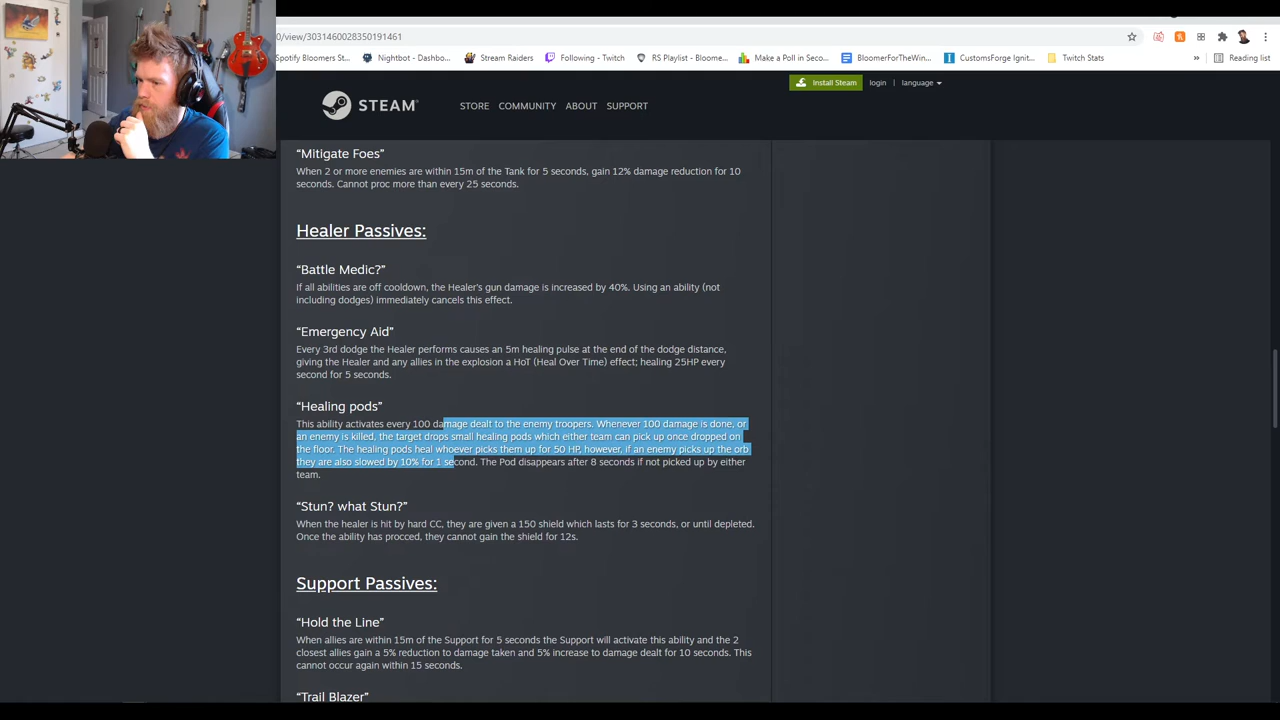 0/view/3031460028350191461
Spotify Bloomers St...
Nightbot - Dashbo...
Stream Raiders
Following - Twitch
RS Playlist - Bloome...
Make a Poll in Seco...
BloomerForTheWin...
CustomsForge Ignit...
Twitch Stats
»
Reading list
Install Steam
login
language
STEAM®
STORE
COMMUNITY
ABOUT
SUPPORT
“Mitigate Foes”
When 2 or more enemies are within 15m of the Tank for 5 seconds, gain 12% damage reduction for 10
seconds. Cannot proc more than every 25 seconds.
Healer Passives:
“Battle Medic?”
If all abilities are off cooldown, the Healer's gun damage is increased by 40%. Using an ability (not
including dodges) immediately cancels this effect.
“Emergency Aid”
Every 3rd dodge the Healer performs causes an 5m healing pulse at the end of the dodge distance,
giving the Healer and any allies in the explosion a HoT (Heal Over Time) effect; healing 25HP every
second for 5 seconds.
“Healing pods”
This ability activates every 100 damage dealt to the enemy troopers. Whenever 100 damage is done, or
an enemy is killed, the target drops small healing pods which either team can pick up once dropped on
the floor. The healing pods heal whoever picks them up for 50 HP, however, if an enemy picks up the orb
they are also slowed by 10% for 1 second. The Pod disappears after 8 seconds if not picked up by either
team.
“Stun? what Stun?”
When the healer is hit by hard CC, they are given a 150 shield which lasts for 3 seconds, or until depleted.
Once the ability has procced, they cannot gain the shield for 12s.
Support Passives:
“Hold the Line”
When allies are within 15m of the Support for 5 seconds the Support will activate this ability and the 2
closest allies gain a 5% reduction to damage taken and 5% increase to damage dealt for 10 seconds. This
cannot occur again within 15 seconds.
“Trail Blazer”